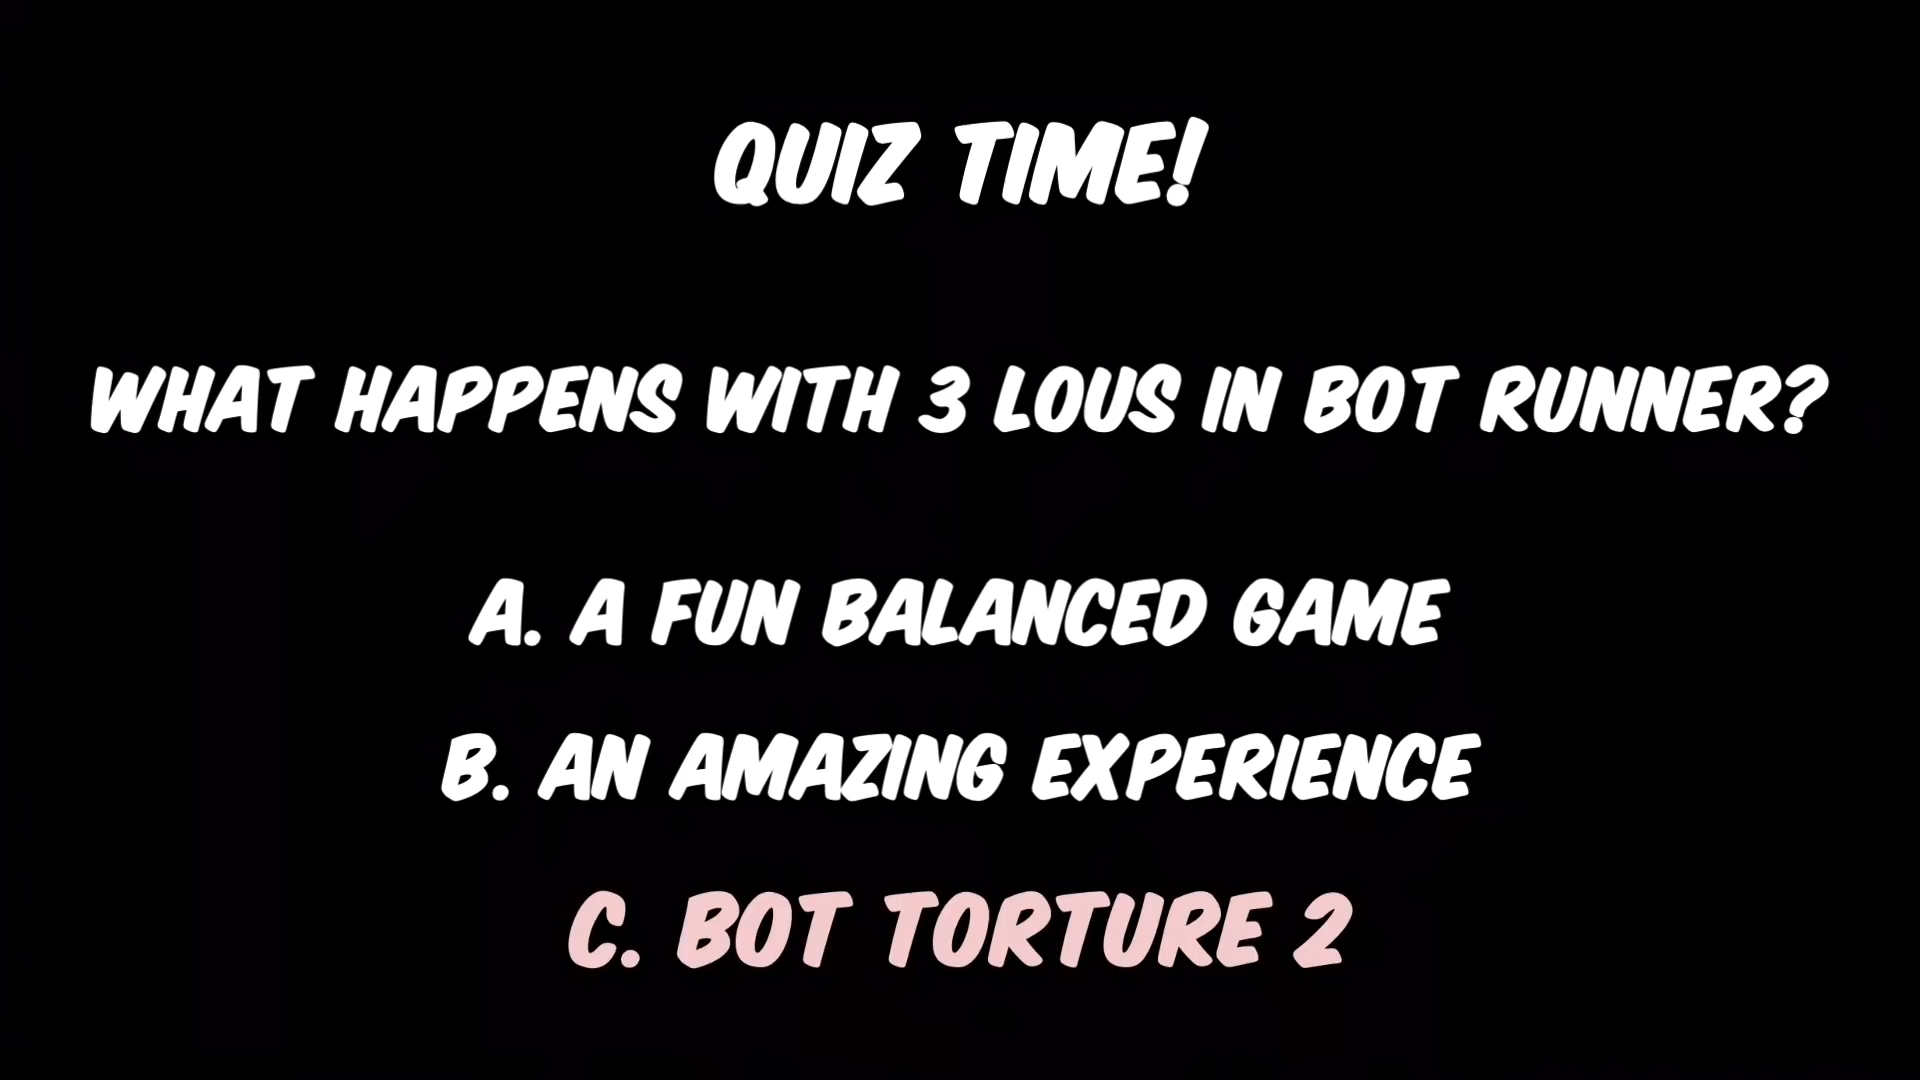 QUIZ TIME!
WHAT HAPPENS WITH 3 LOUS IN BOT RUNNER?
A. A FUN BALANCED GAME
B. AN AMAZING EXPERIENCE
C. BOT TORTURE 2